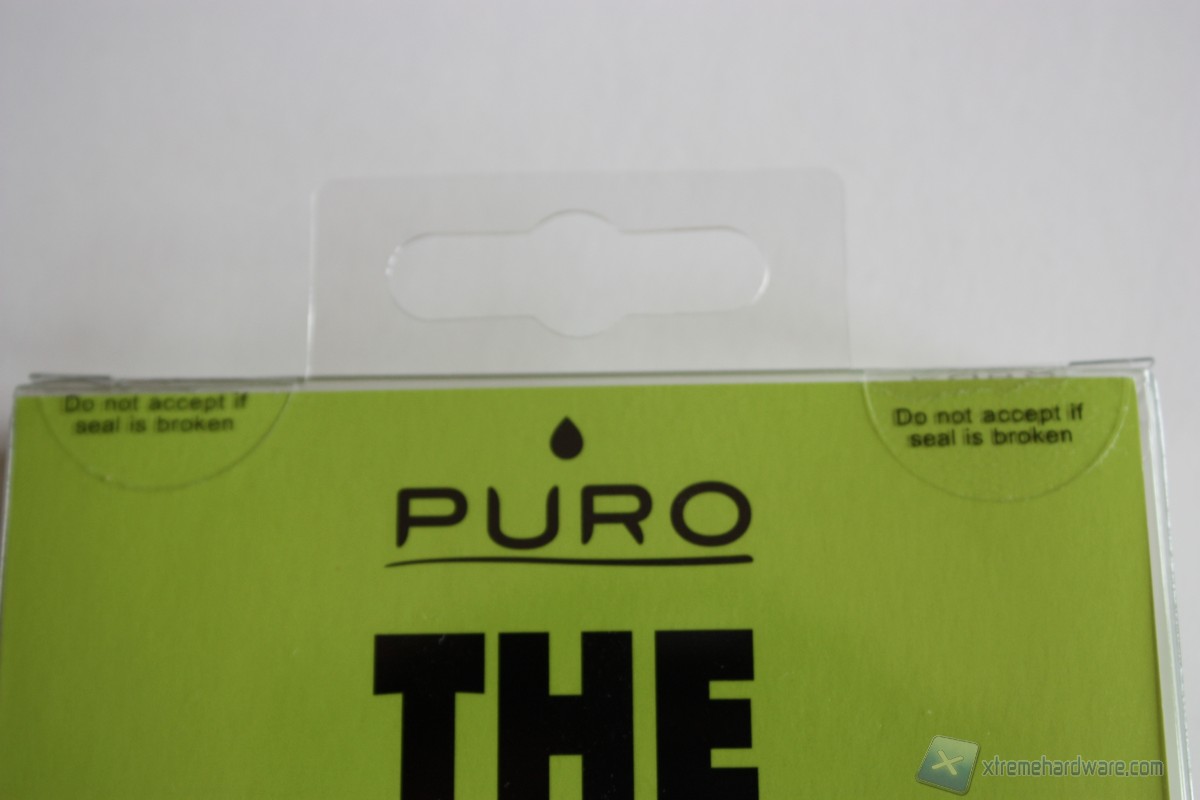 Do not accept if
seal is broken
Do not accept if
seal is broken
PURO
THE
xtremehardware.com